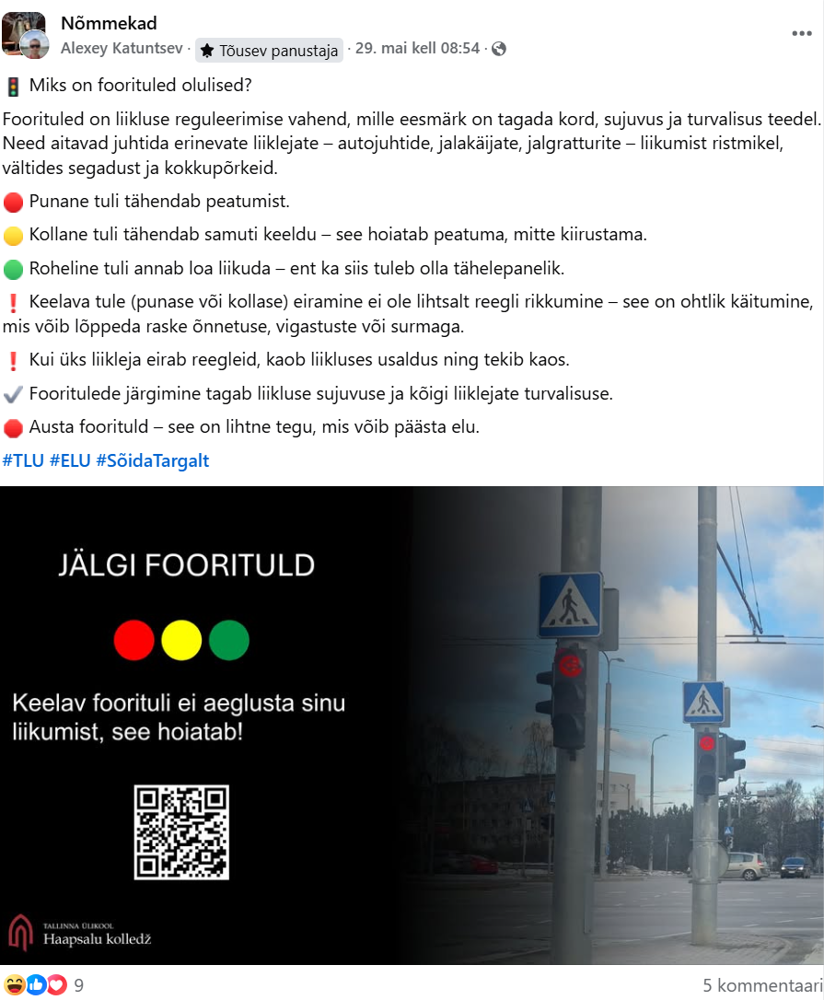 Nõmmekad
Alexey Katuntsev · Tõusev panustaja · 29. mai kell 08:54 ·
🚦 Miks on foorituled olulised?
Foorituled on liikluse reguleerimise vahend, mille eesmärk on tagada kord, sujuvus ja turvalisus teedel.
Need aitavad juhtida erinevate liiklejate – autojuhtide, jalakäijate, jalgratturite – liikumist ristmikel,
vältides segadust ja kokkupõrkeid.
🔴 Punane tuli tähendab peatumist.
🟡 Kollane tuli tähendab samuti keeldu – see hoiatab peatuma, mitte kiirustama.
🟢 Roheline tuli annab loa liikuda – ent ka siis tuleb olla tähelepanelik.
❗ Keelava tule (punase või kollase) eiramine ei ole lihtsalt reegli rikkumine – see on ohtlik käitumine,
mis võib lõppeda raske õnnetuse, vigastuste või surmaga.
❗ Kui üks liikleja eirab reegleid, kaob liikluses usaldus ning tekib kaos.
✔️ Fooritulede järgimine tagab liikluse sujuvuse ja kõigi liiklejate turvalisuse.
🛑 Austa foorituld – see on lihtne tegu, mis võib päästa elu.
#TLU #ELU #SõidaTargalt
JÄLGI FOORITULD
Keelav foorituli ei aeglusta sinu
liikumist, see hoiatab!
TALLINNA ÜLIKOOL
Haapsalu kolledž
9
5 kommentaari